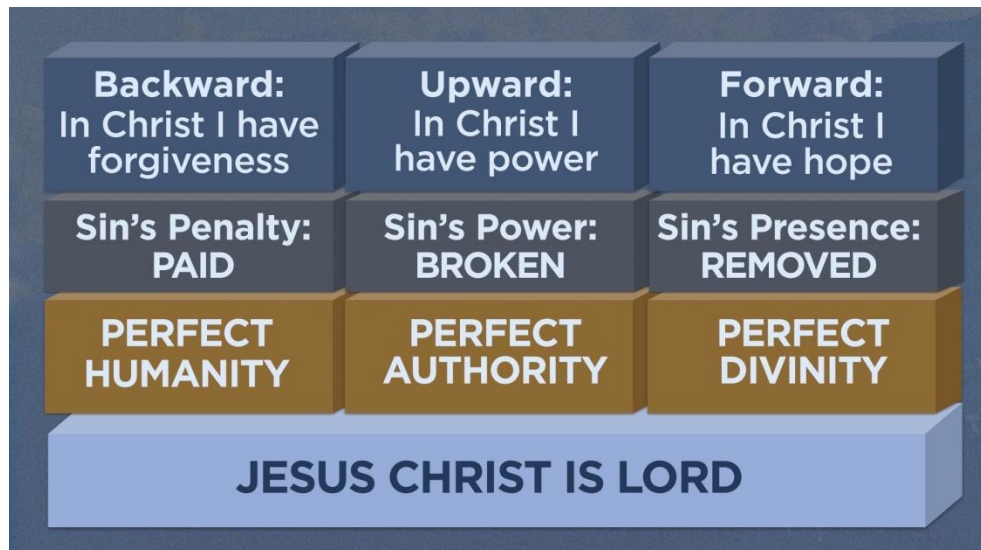 Backward:
In Christ I have
forgiveness
Upward:
In Christ I
have power
Forward:
In Christ I
have hope
Sin’s Penalty:
PAID
Sin’s Power:
BROKEN
Sin’s Presence:
REMOVED
PERFECT
HUMANITY
PERFECT
AUTHORITY
PERFECT
DIVINITY
JESUS CHRIST IS LORD